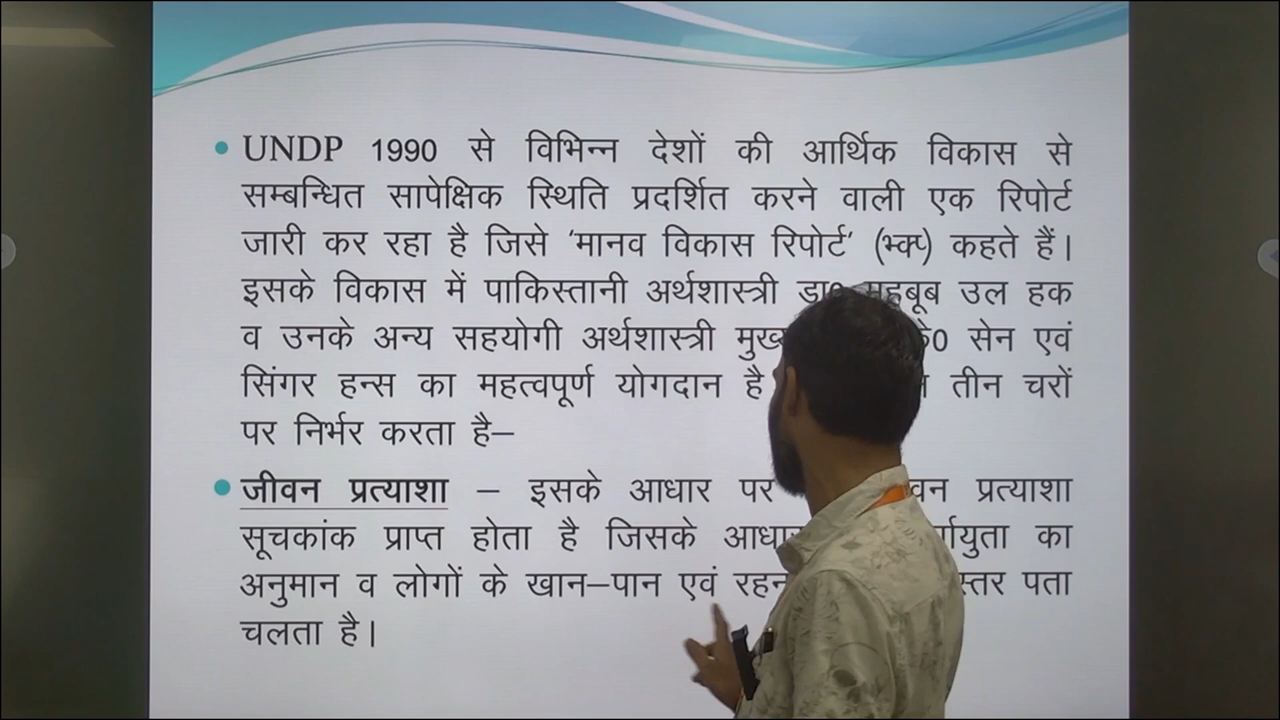 • UNDP 1990 से विभिन्न देशों की आर्थिक विकास से
सम्बन्धित सापेक्षिक स्थिति प्रदर्शित करने वाली एक रिपोर्ट
जारी कर रहा है जिसे ‘मानव विकास रिपोर्ट’ (भ्क्प्) कहते हैं।
इसके विकास में पाकिस्तानी अर्थशास्त्री डा० महबूब उल हक
व उनके अन्य सहयोगी अर्थशास्त्री सेन एवं
सिंगर हन्स का महत्वपूर्ण योगदान है तीन चरों
पर निर्भर करता है–
• जीवन प्रत्याशा – इसके आधार पर प्रत्याशा
सूचकांक प्राप्त होता है जिसके का
अनुमान व लोगों के खान–पान एवं पता
चलता है।